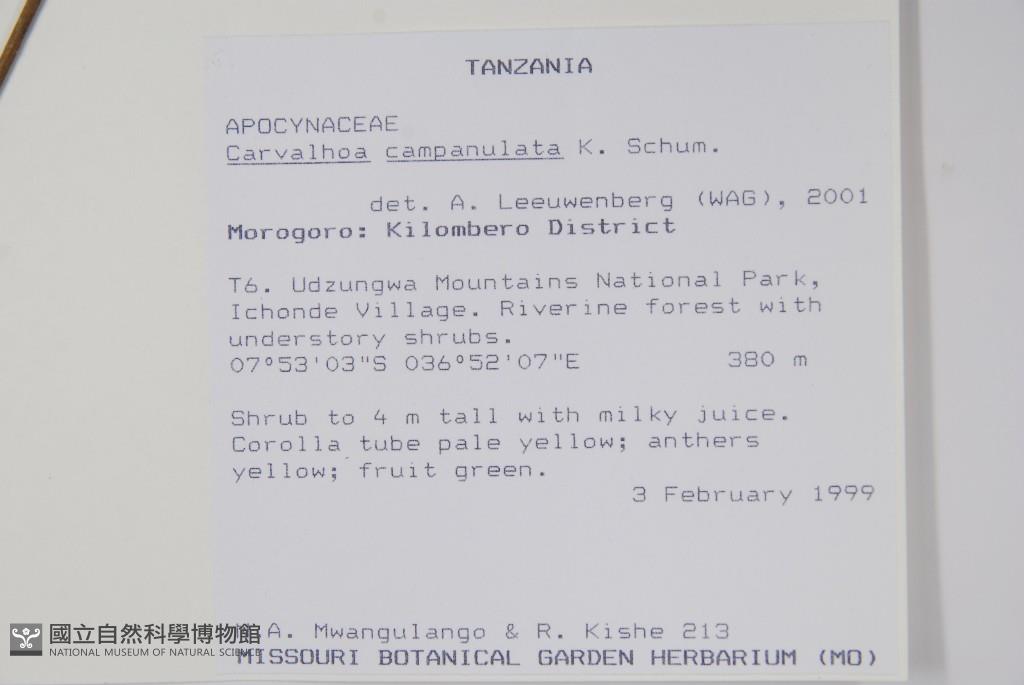 TANZANIA
APOCYNACEAE
Carvalhoa campanulata K. Schum.
det. A. Leeuwenberg (WAG), 2001
Morogoro: Kilombero District
T6. Udzungwa Mountains National Park,
Ichonde Village. Riverine forest with
understory shrubs.
07°53'03"S 036°52'07"E 380 m
Shrub to 4 m tall with milky juice.
Corolla tube pale yellow; anthers
yellow; fruit green.
3 February 1999
A. Mwangulango & R. Kishe 213
MISSOURI BOTANICAL GARDEN HERBARIUM (MO)
國立自然科學博物館
NATIONAL MUSEUM OF NATURAL SCIENCE